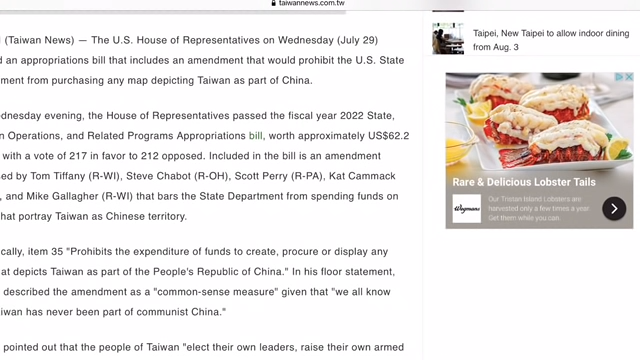 taiwannews.com.tw
(Taiwan News) — The U.S. House of Representatives on Wednesday (July 29)
an appropriations bill that includes an amendment that would prohibit the U.S. State
from purchasing any map depicting Taiwan as part of China.
evening, the House of Representatives passed the fiscal year 2022 State,
Operations, and Related Programs Appropriations bill, worth approximately US$62.2
with a vote of 217 in favor to 212 opposed. Included in the bill is an amendment
by Tom Tiffany (R-WI), Steve Chabot (R-OH), Scott Perry (R-PA), Kat Cammack
, and Mike Gallagher (R-WI) that bars the State Department from spending funds on
hat portray Taiwan as Chinese territory.
cally, item 35 "Prohibits the expenditure of funds to create, procure or display any
at depicts Taiwan as part of the People's Republic of China." In his floor statement,
described the amendment as a "common-sense measure" given that "we all know
iwan has never been part of communist China."
pointed out that the people of Taiwan "elect their own leaders, raise their own armed
Taipei, New Taipei to allow indoor dining
from Aug. 3
Rare & Delicious Lobster Tails
Wegmans
Our Tristan Island Lobsters are
harvested only a few times a year.
Get them while you can.